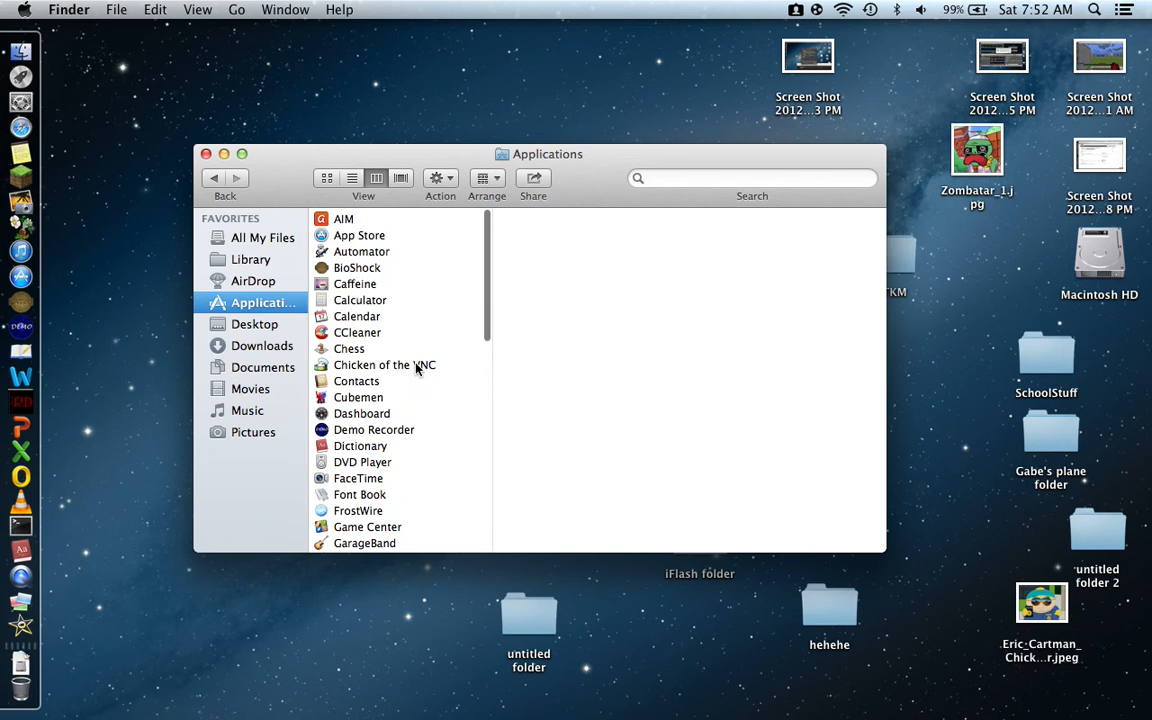 Finder File Edit View Go Window Help 99% Sat 7:52 AM
Applications
Back View Action Arrange Share Search
FAVORITES
All My Files
Library
AirDrop
Applicati...
Desktop
Downloads
Documents
Movies
Music
Pictures
AIM
App Store
Automator
BioShock
Caffeine
Calculator
Calendar
CCleaner
Chess
Chicken of the VNC
Contacts
Cubemen
Dashboard
Demo Recorder
Dictionary
DVD Player
FaceTime
Font Book
FrostWire
Game Center
GarageBand
Screen Shot
2012...3 PM
Screen Shot
2012...5 PM
Screen Shot
2012...1 AM
Zombatar_1.j
pg
Screen Shot
2012...8 PM
Macintosh HD
SchoolStuff
Gabe's plane
folder
untitled
folder 2
iFlash folder
untitled
folder
hehehe
Eric-Cartman_
Chick...r.jpeg
DEMO
Aa